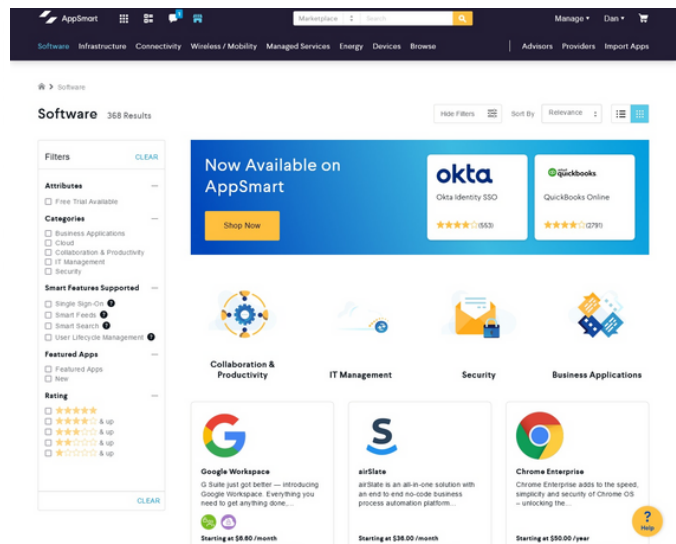 AppSmart
Marketplace
Search
Manage
Dan
Software Infrastructure Connectivity Wireless / Mobility Managed Services Energy Devices Browse
Advisors Providers Import Apps
Software
Software 368 Results
Hide Filters
Sort By Relevance
Filters CLEAR
Attributes
Free Trial Available
Categories
Business Applications
Cloud
Collaboration & Productivity
IT Management
Security
Smart Features Supported
Single Sign-On ?
Smart Feeds ?
Smart Search ?
User Lifecycle Management ?
Featured Apps
Featured Apps
New
Rating
& up
& up
& up
& up
CLEAR
Now Available on
AppSmart
Shop Now
okta
Okta Identity SSO
(553)
quickbooks.
QuickBooks Online
(2791)
Collaboration &
Productivity
IT Management
Security
Business Applications
Google Workspace
G Suite just got better — introducing
Google Workspace. Everything you
need to get anything done,...
Starting at $6.60 /month
airSlate
airSlate is an all-in-one solution with
an end to end no-code business
process automation platform...
Starting at $36.00 /month
Chrome Enterprise
Chrome Enterprise adds to the speed,
simplicity and security of Chrome OS
– unlocking the...
Starting at $50.00 /year
?
Help